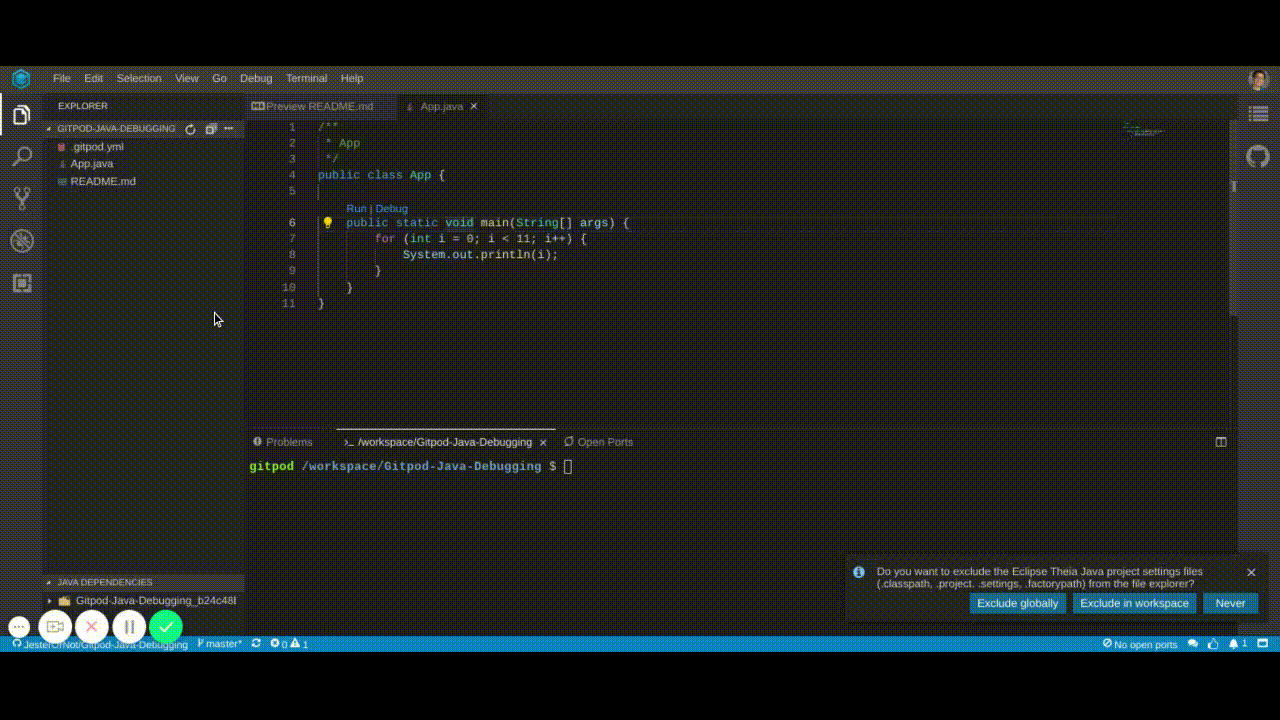 File Edit Selection View Go Debug Terminal Help
EXPLORER
Preview README.md
App.java
GITPOD-JAVA-DEBUGGING
.gitpod.yml
App.java
README.md
1 /**
2 * App
3 */
4 public class App {
5
Run | Debug
6 public static void main(String[] args) {
7 for (int i = 0; i < 11; i++) {
8 System.out.println(i);
9 }
10 }
11 }
Problems
>_ /workspace/Gitpod-Java-Debugging
Open Ports
gitpod /workspace/Gitpod-Java-Debugging $
JAVA DEPENDENCIES
Gitpod-Java-Debugging_b24c48
Do you want to exclude the Eclipse Theia Java project settings files
(.classpath, .project. .settings, .factorypath) from the file explorer?
Exclude globally
Exclude in workspace
Never
JesterOrNot/Gitpod-Java-Debugging
master*
0
1
No open ports
1